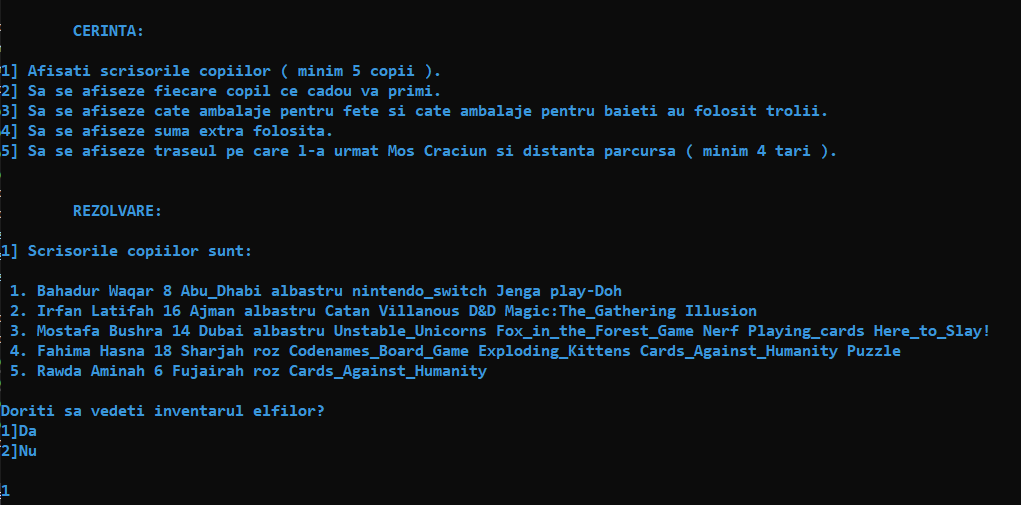 CERINTA:
1] Afisati scrisorile copiilor ( minim 5 copii ).
2] Sa se afiseze fiecare copil ce cadou va primi.
3] Sa se afiseze cate ambalaje pentru fete si cate ambalaje pentru baieti au folosit trolii.
4] Sa se afiseze suma extra folosita.
5] Sa se afiseze traseul pe care l-a urmat Mos Craciun si distanta parcursa ( minim 4 tari ).
REZOLVARE:
1] Scrisorile copiilor sunt:
1. Bahadur Waqar 8 Abu_Dhabi albastru nintendo_switch Jenga play-Doh
2. Irfan Latifah 16 Ajman albastru Catan Villanous D&D Magic:The_Gathering Illusion
3. Mostafa Bushra 14 Dubai albastru Unstable_Unicorns Fox_in_the_Forest_Game Nerf Playing_cards Here_to_Slay!
4. Fahima Hasna 18 Sharjah roz Codenames_Board_Game Exploding_Kittens Cards_Against_Humanity Puzzle
5. Rawda Aminah 6 Fujairah roz Cards_Against_Humanity
Doriti sa vedeti inventarul elfilor?
1]Da
2]Nu
1